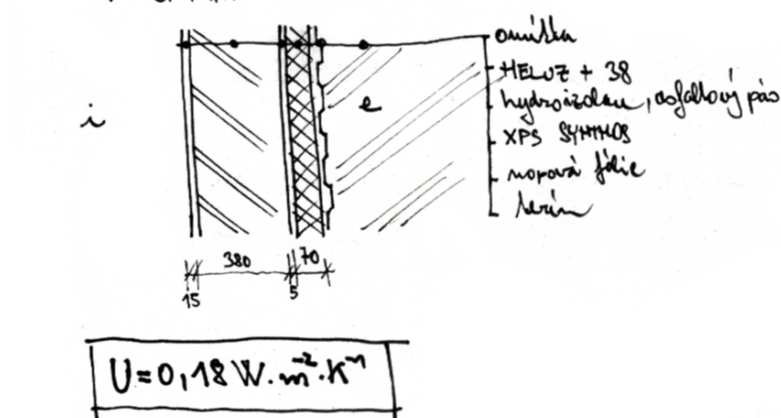 omítka
HELUZ + 38
i
e
hydroizolace, asfaltový pás
XPS SYNTHOS
nopová fólie
terén
380
70
15
5
U=0,18 W·m⁻²·K⁻¹